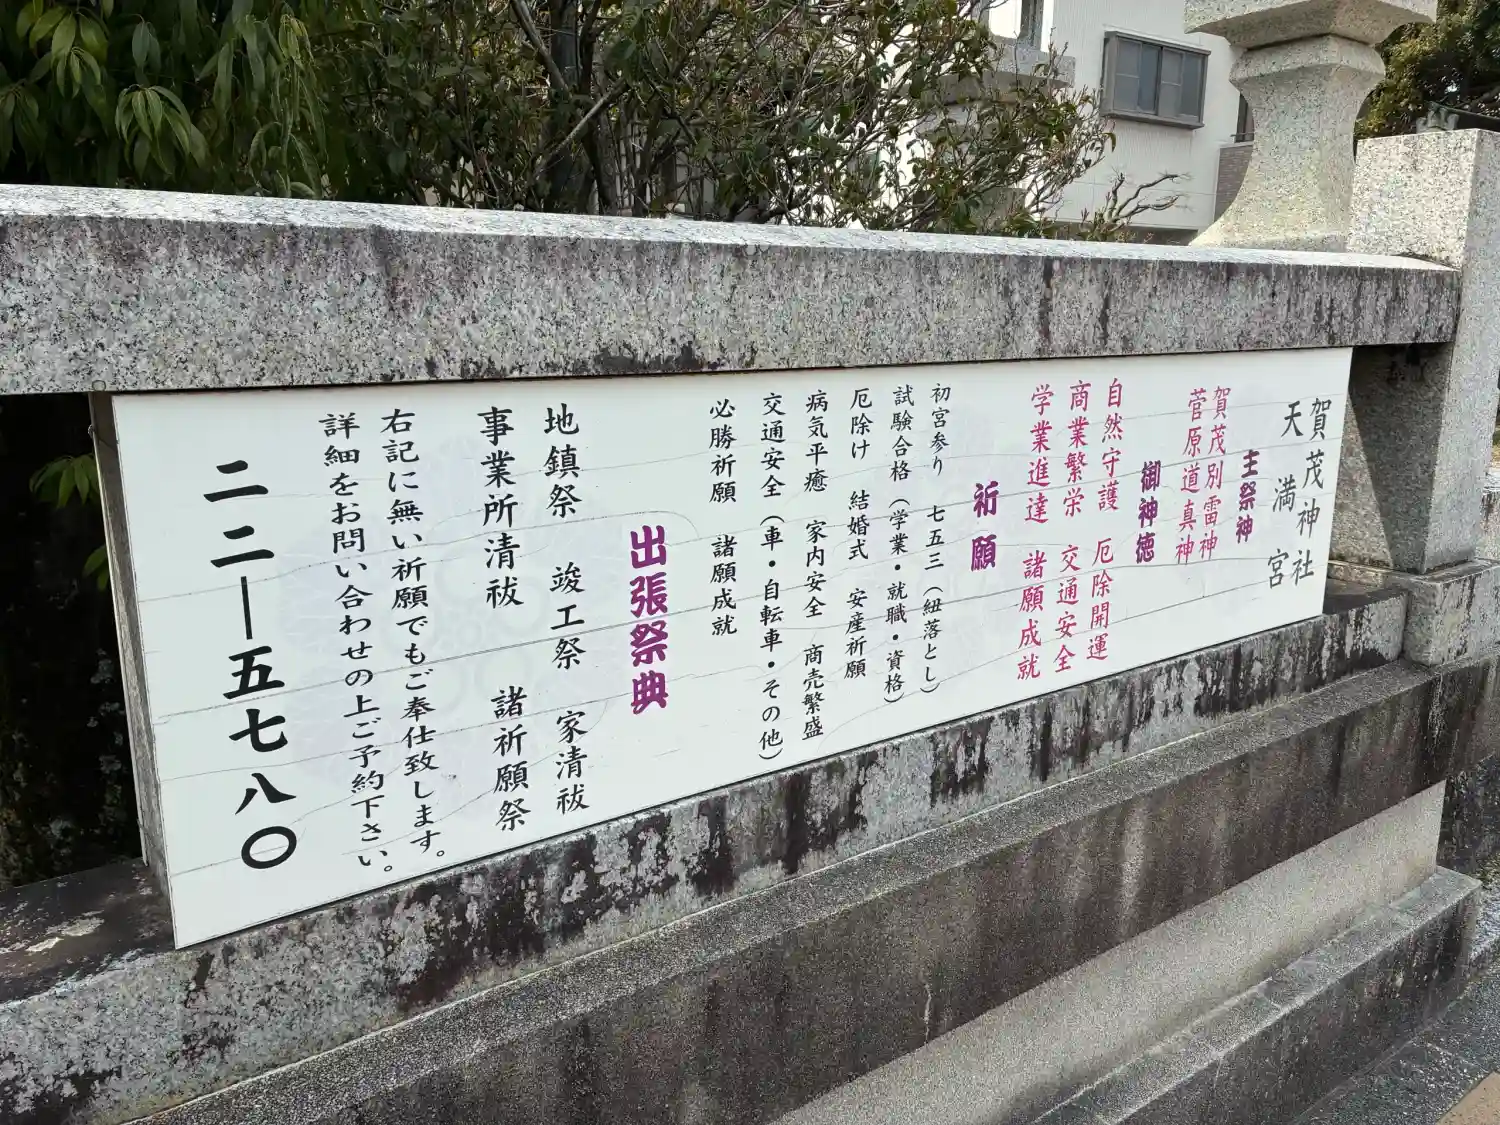 賀茂神社
天満宮
主祭神
賀茂別雷神
菅原道真神
御神徳
自然守護　厄除開運
商業繁栄　交通安全
学業進達　諸願成就
祈願
初宮参り　七五三（紐落とし）
試験合格（学業・就職・資格）
厄除け　結婚式　安産祈願
病気平癒　家内安全　商売繁盛
交通安全（車・自転車・その他）
必勝祈願　諸願成就
出張祭典
地鎮祭　竣工祭　家清祓
事業所清祓　諸祈願祭
右記に無い祈願でもご奉仕致します。
詳細をお問い合わせの上ご予約下さい。
二二―五七八〇